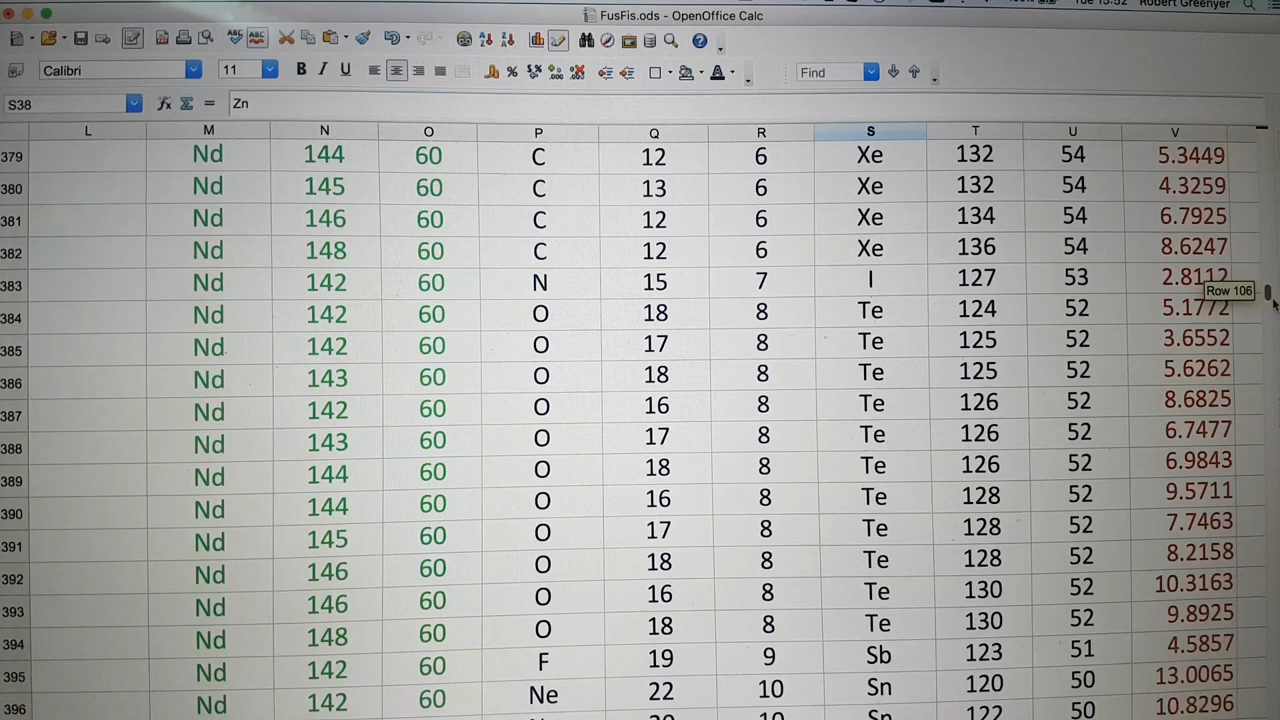 Tue 15:52 Robert Greenyer
FusFis.ods - OpenOffice Calc
Calibri 11 B I U Find
S38 Zn
L M N O P Q R S T U V
379 Nd 144 60 C 12 6 Xe 132 54 5.3449
380 Nd 145 60 C 13 6 Xe 132 54 4.3259
381 Nd 146 60 C 12 6 Xe 134 54 6.7925
382 Nd 148 60 C 12 6 Xe 136 54 8.6247
383 Nd 142 60 N 15 7 I 127 53 2.8112
Row 106
384 Nd 142 60 O 18 8 Te 124 52 5.1772
385 Nd 142 60 O 17 8 Te 125 52 3.6552
386 Nd 143 60 O 18 8 Te 125 52 5.6262
387 Nd 142 60 O 16 8 Te 126 52 8.6825
388 Nd 143 60 O 17 8 Te 126 52 6.7477
389 Nd 144 60 O 18 8 Te 126 52 6.9843
390 Nd 144 60 O 16 8 Te 128 52 9.5711
391 Nd 145 60 O 17 8 Te 128 52 7.7463
392 Nd 146 60 O 18 8 Te 128 52 8.2158
393 Nd 146 60 O 16 8 Te 130 52 10.3163
394 Nd 148 60 O 18 8 Te 130 52 9.8925
395 Nd 142 60 F 19 9 Sb 123 51 4.5857
396 Nd 142 60 Ne 22 10 Sn 120 50 13.0065
10 Sn 122 50 10.8296